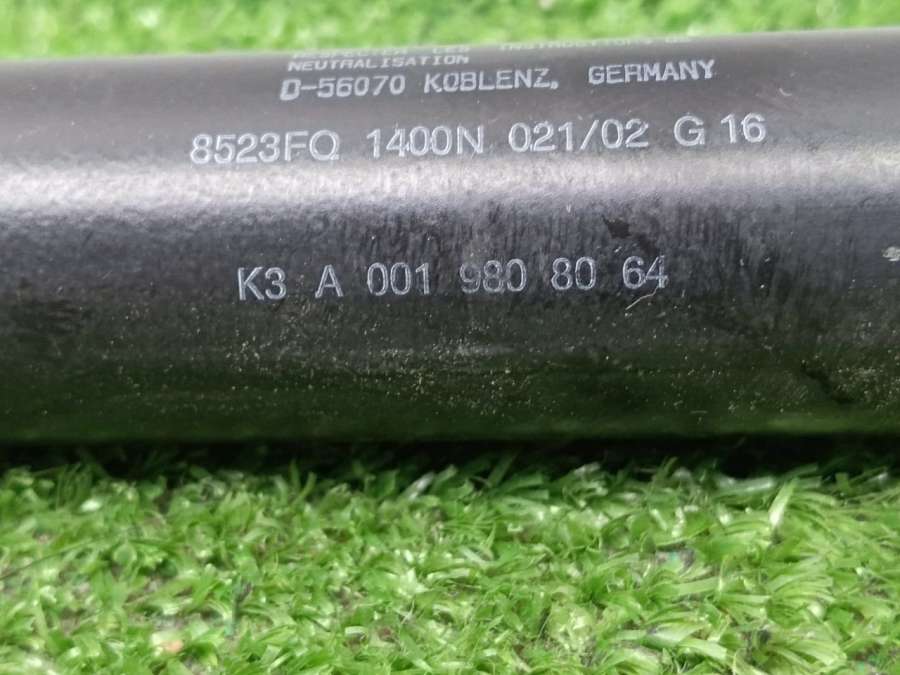 NEUTRALISATION
D-56070 KOBLENZ, GERMANY
8523FQ 1400N 021/02 G 16
K3 A 001 980 80 64